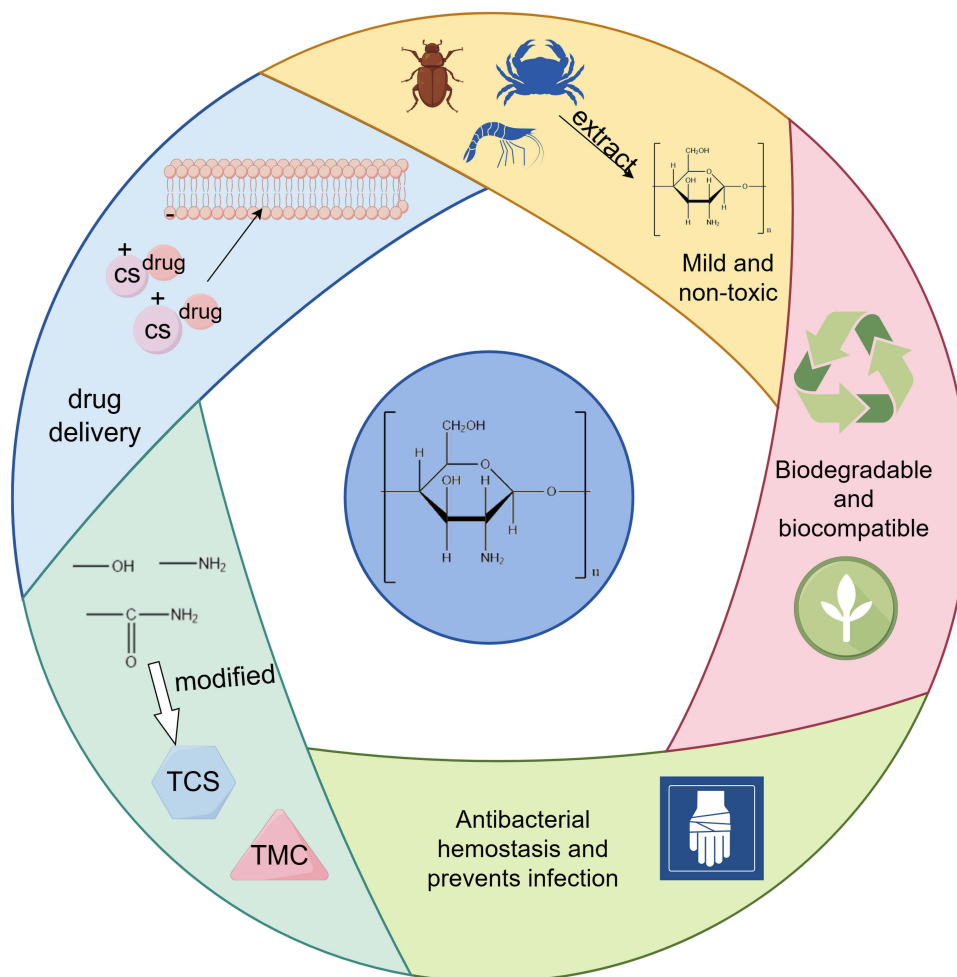 extract
CH₂OH
O
H
OH
H
H
O
H
NH₂
n
Mild and
non-toxic
-
+
CS
drug
+
CS
drug
drug
delivery
CH₂OH
H
O
OH
H
O
H
H
NH₂
n
Biodegradable
and
biocompatible
OH
NH₂
C
NH₂
O
modified
TCS
TMC
Antibacterial
hemostasis and
prevents infection